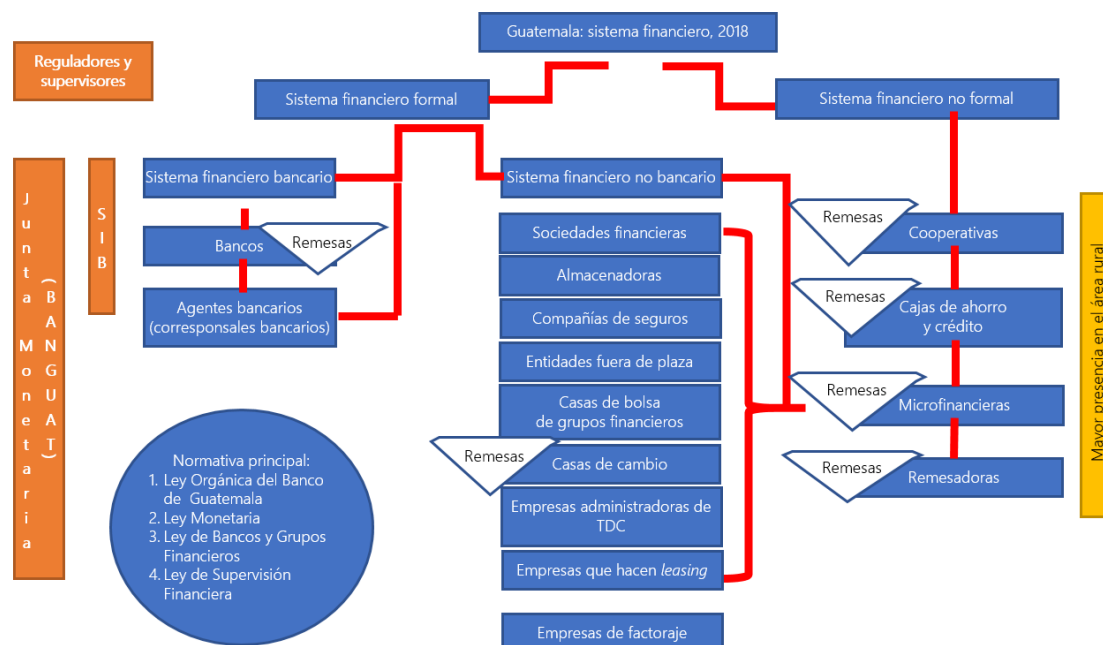 Guatemala: sistema financiero, 2018
Reguladores y
supervisores
Sistema financiero formal
Sistema financiero no formal
Junta Monetaria
(BANGUAT)
SIB
Sistema financiero bancario
Bancos
Remesas
Agentes bancarios
(corresponsales bancarios)
Normativa principal:
1. Ley Orgánica del Banco
de Guatemala
2. Ley Monetaria
3. Ley de Bancos y Grupos
Financieros
4. Ley de Supervisión
Financiera
Sistema financiero no bancario
Sociedades financieras
Almacenadoras
Compañías de seguros
Entidades fuera de plaza
Casas de bolsa
de grupos financieros
Remesas
Casas de cambio
Empresas administradoras de
TDC
Empresas que hacen leasing
Empresas de factoraje
Remesas
Cooperativas
Remesas
Cajas de ahorro
y crédito
Remesas
Microfinancieras
Remesas
Remesadoras
Mayor presencia en el área rural